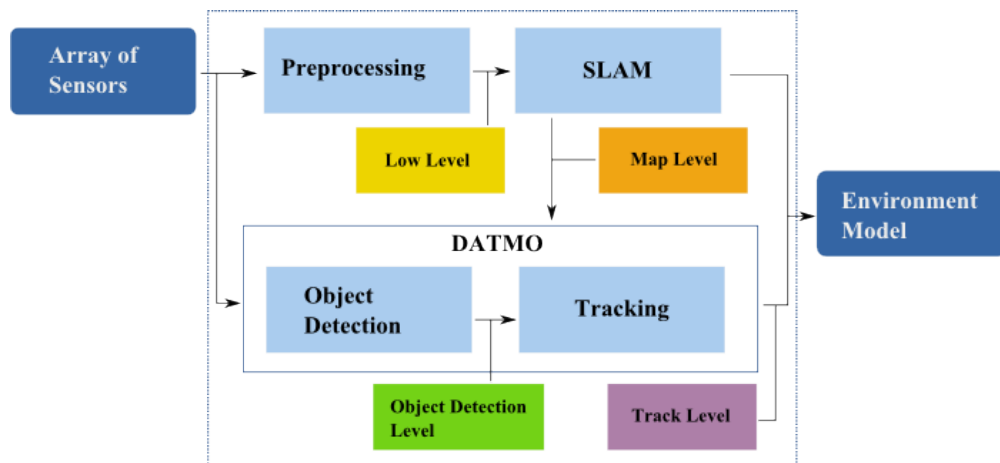 Array of
Sensors
Preprocessing
SLAM
Low Level
Map Level
Environment
Model
DATMO
Object
Detection
Tracking
Object Detection
Level
Track Level